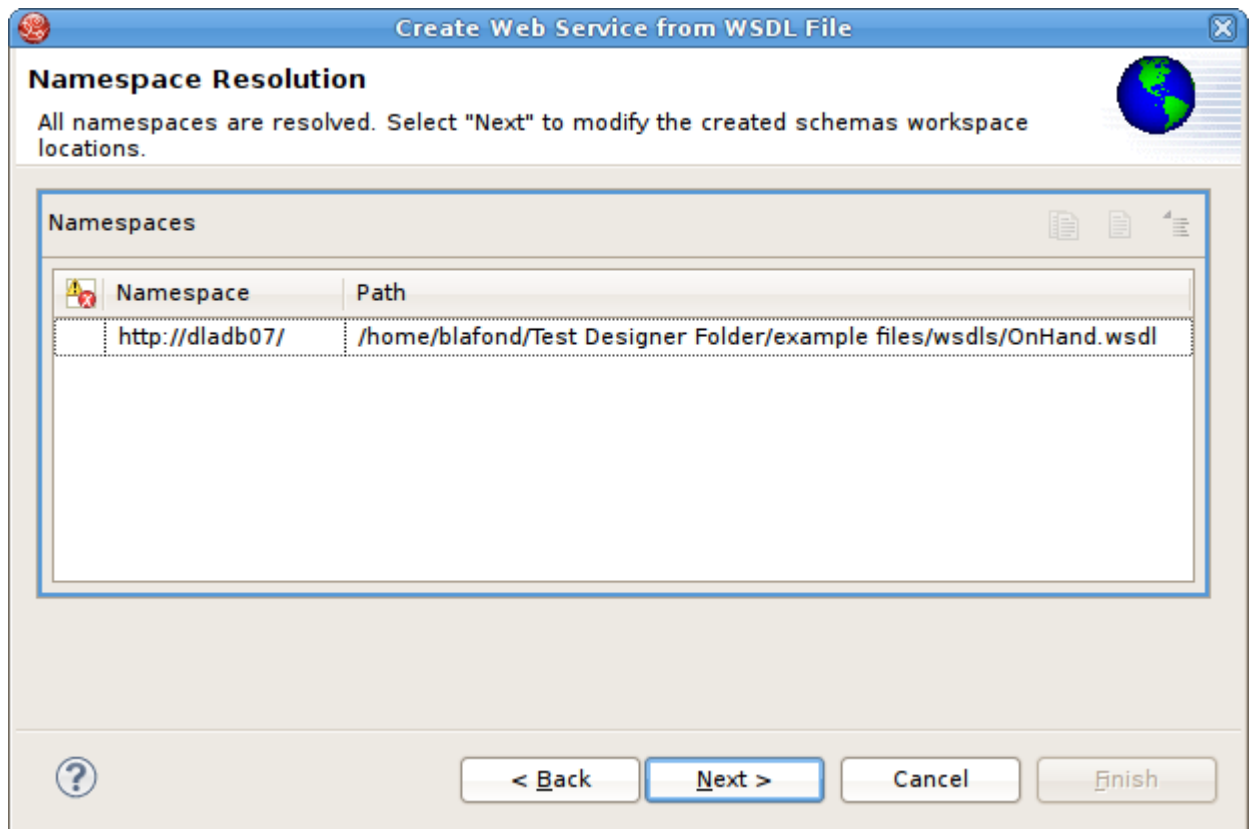 Create Web Service from WSDL File
Namespace Resolution
All namespaces are resolved. Select "Next" to modify the created schemas workspace
locations.
Namespaces
Namespace Path
http://dladb07/ /home/blafond/Test Designer Folder/example files/wsdls/OnHand.wsdl
? < Back Next > Cancel Finish